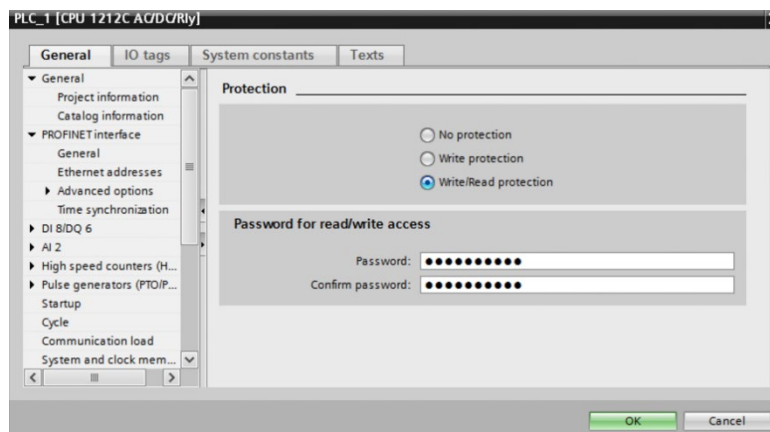 PLC_1 [CPU 1212C AC/DC/Rly]
General IO tags System constants Texts
General
Project information
Catalog information
PROFINET interface
General
Ethernet addresses
Advanced options
Time synchronization
DI 8/DQ 6
AI 2
High speed counters (H...
Pulse generators (PTO/P...
Startup
Cycle
Communication load
System and clock mem...
Protection
No protection
Write protection
Write/Read protection
Password for read/write access
Password: ●●●●●●●●●●
Confirm password: ●●●●●●●●●●
OK Cancel